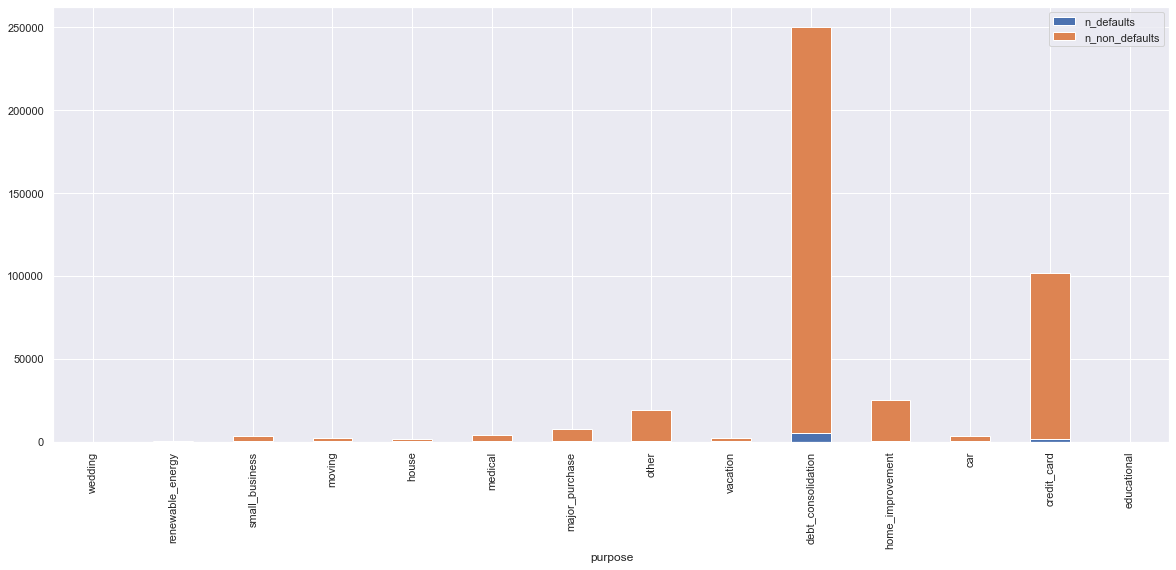 n_defaults
n_non_defaults
250000
200000
150000
100000
50000
0
wedding
renewable_energy
small_business
moving
house
medical
major_purchase
other
vacation
debt_consolidation
home_improvement
car
credit_card
educational
purpose